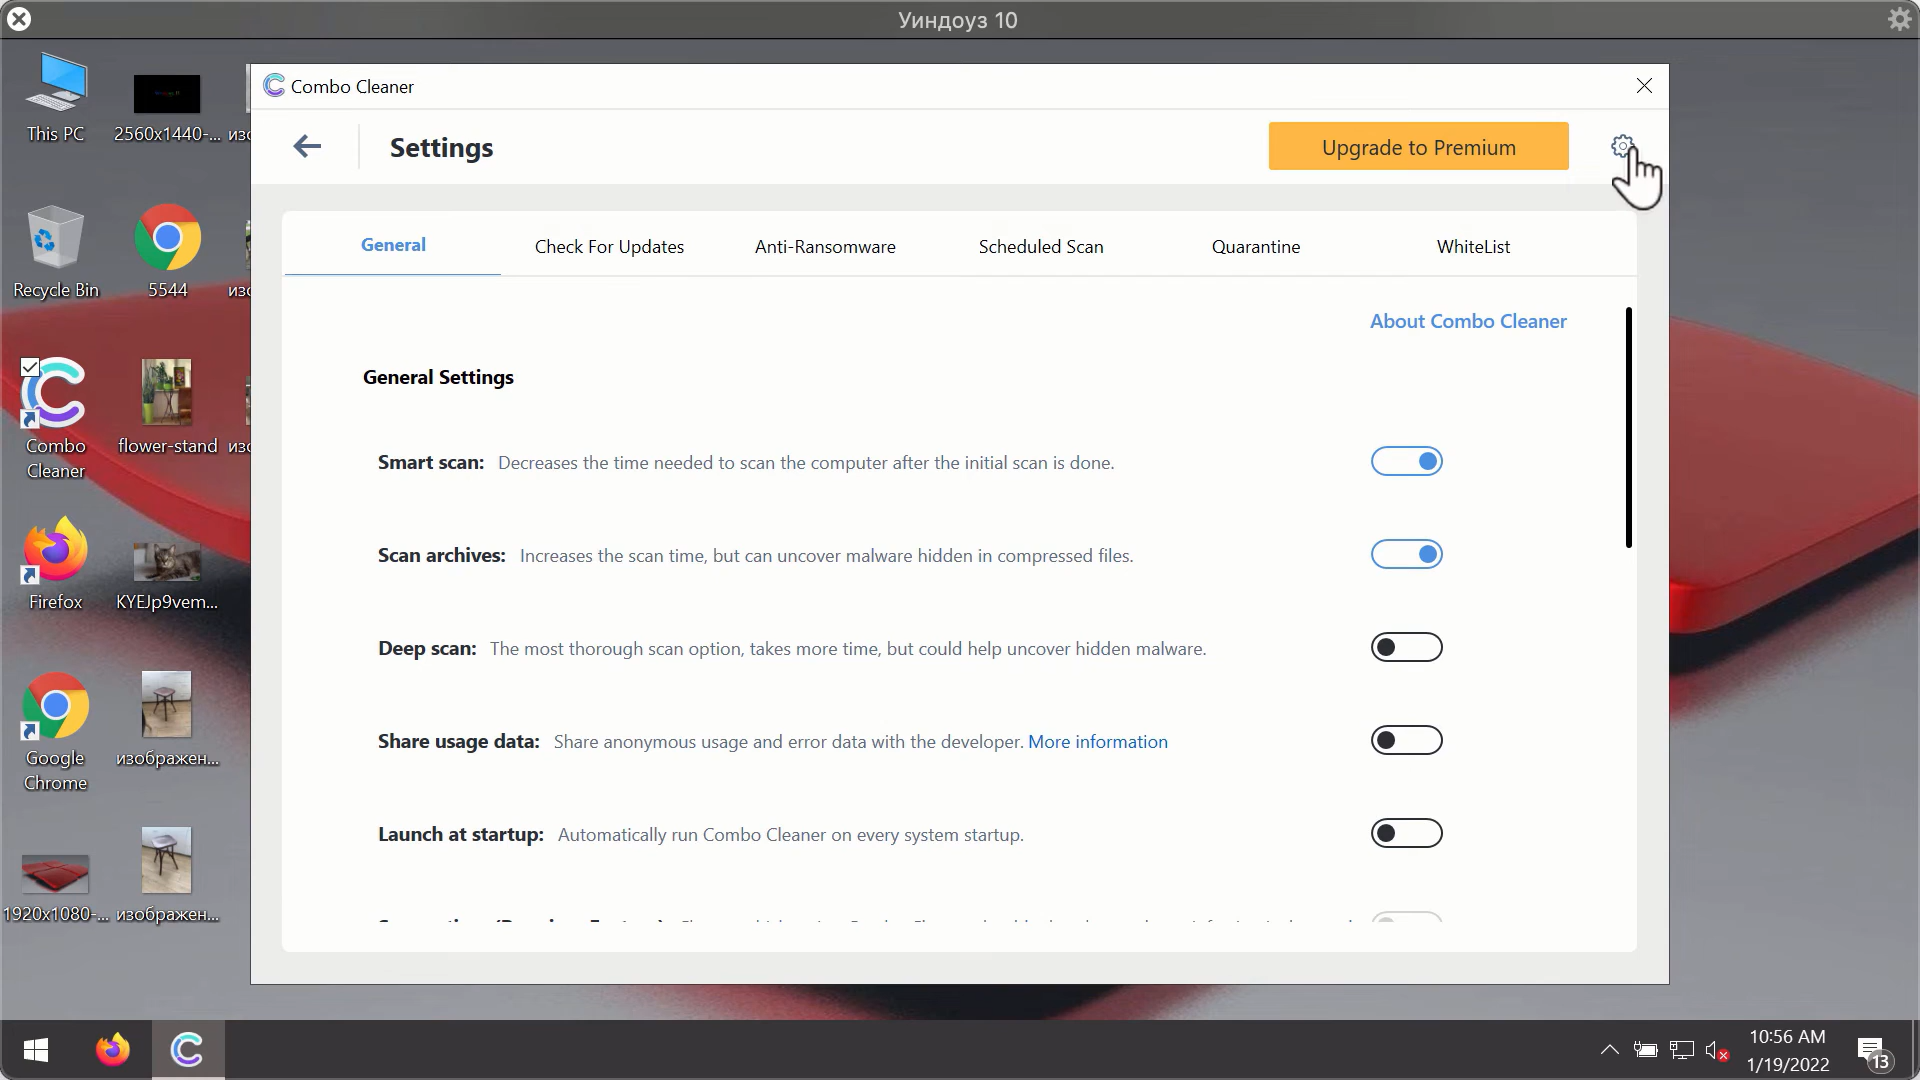 Уиндоуз 10
This PC
2560x1440-...
изо
Combo Cleaner
Settings
Upgrade to Premium
General
Check For Updates
Anti-Ransomware
Scheduled Scan
Quarantine
WhiteList
Recycle Bin
5544
изо
About Combo Cleaner
General Settings
Smart scan: Decreases the time needed to scan the computer after the initial scan is done.
Combo
Cleaner
flower-stand
изо
Scan archives: Increases the scan time, but can uncover malware hidden in compressed files.
Firefox
KYEJp9vem...
Deep scan: The most thorough scan option, takes more time, but could help uncover hidden malware.
Share usage data: Share anonymous usage and error data with the developer. More information
Google
Chrome
изображен...
Launch at startup: Automatically run Combo Cleaner on every system startup.
1920x1080-...
изображен...
10:56 AM
1/19/2022
13